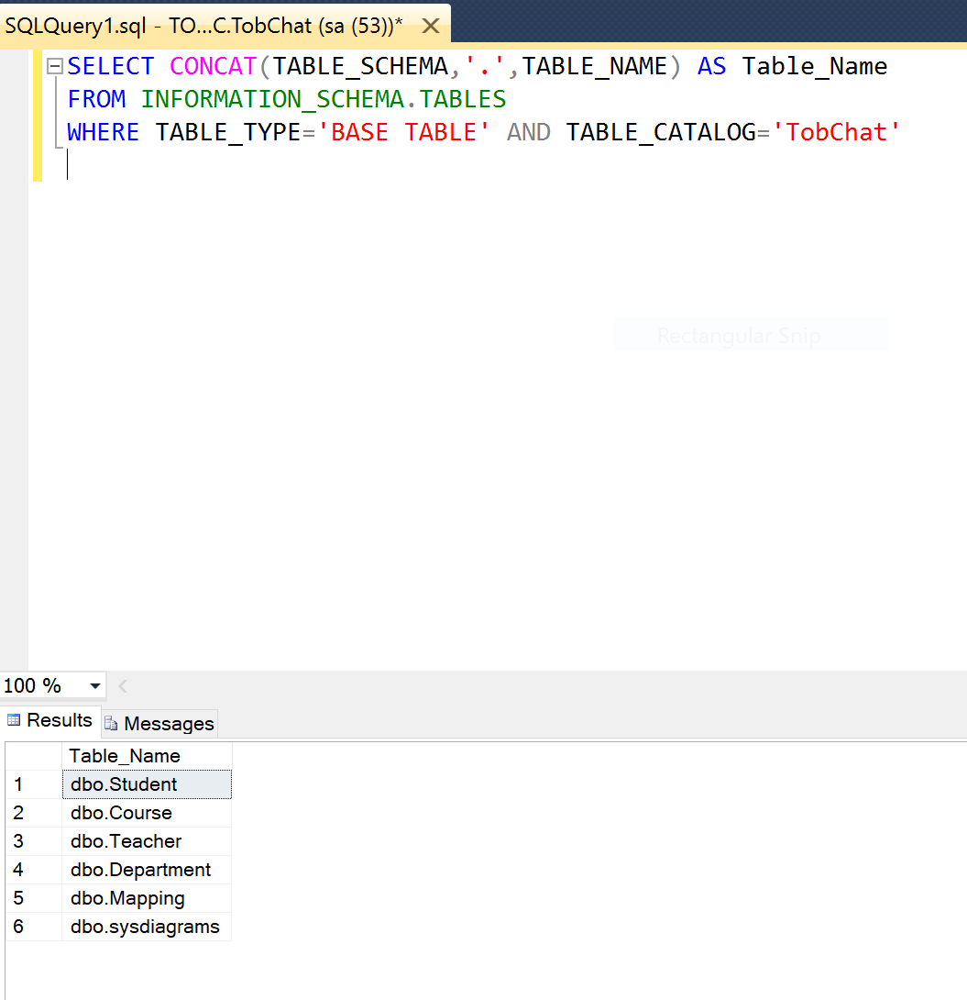 SQLQuery1.sql - TO...C.TobChat (sa (53))*
SELECT CONCAT(TABLE_SCHEMA,'.',TABLE_NAME) AS Table_Name
FROM INFORMATION_SCHEMA.TABLES
WHERE TABLE_TYPE='BASE TABLE' AND TABLE_CATALOG='TobChat'
Rectangular Snip
100 %
Results Messages
Table_Name
1 dbo.Student
2 dbo.Course
3 dbo.Teacher
4 dbo.Department
5 dbo.Mapping
6 dbo.sysdiagrams